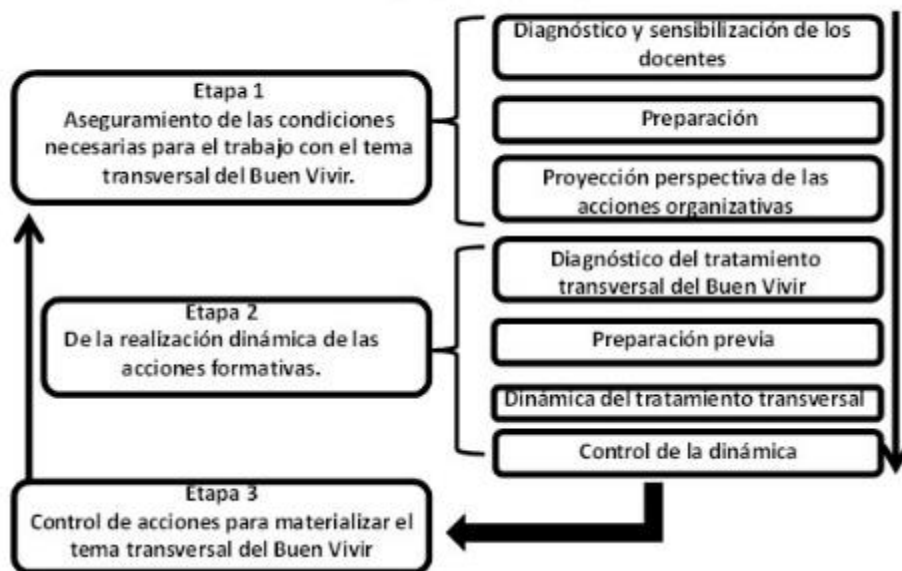 Etapa 1
Aseguramiento de las condiciones
necesarias para el trabajo con el tema
transversal del Buen Vivir.
Diagnóstico y sensibilización de los
docentes
Preparación
Proyección perspectiva de las
acciones organizativas
Etapa 2
De la realización dinámica de las
acciones formativas.
Diagnóstico del tratamiento
transversal del Buen Vivir
Preparación previa
Dinámica del tratamiento transversal
Control de la dinámica
Etapa 3
Control de acciones para materializar el
tema transversal del Buen Vivir